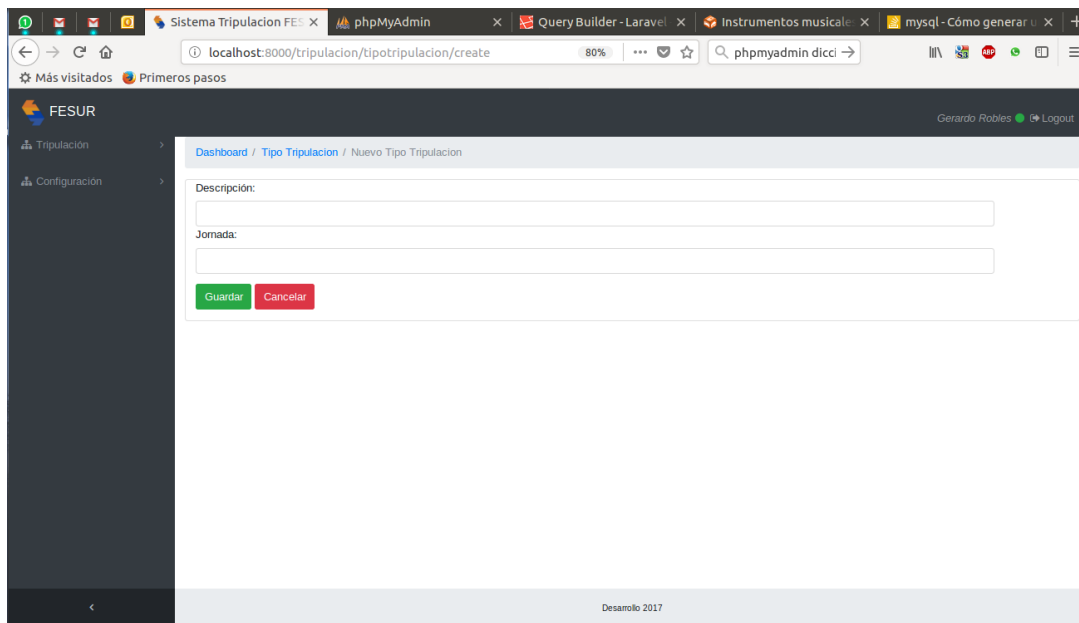 Sistema Tripulacion FES
phpMyAdmin
Query Builder - Laravel
Instrumentos musicale
mysql - Cómo generar u
localhost:8000/tripulacion/tipotripulacion/create
80%
phpmyadmin dicci
ABP
Más visitados
Primeros pasos
FESUR
Gerardo Robles
Logout
Tripulación
Dashboard / Tipo Tripulacion / Nuevo Tipo Tripulacion
Configuración
Descripción:
Jornada:
Guardar
Cancelar
Desarrollo 2017